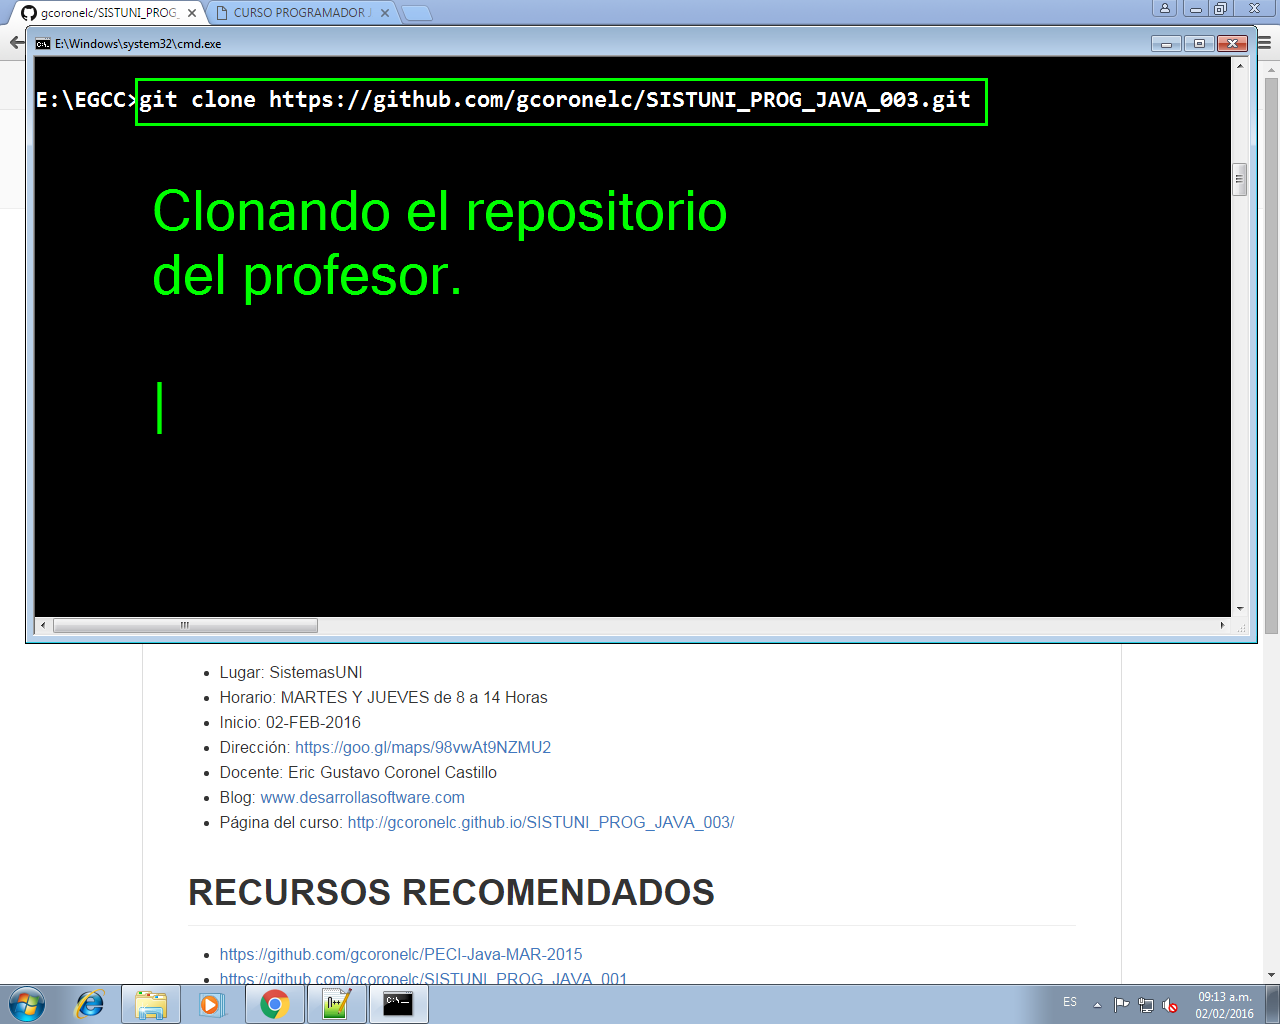 gcoronelc/SISTUNI_PROG_
CURSO PROGRAMADOR J
E:\Windows\system32\cmd.exe
E:\EGCC>git clone https://github.com/gcoronelc/SISTUNI_PROG_JAVA_003.git
Clonando el repositorio
del profesor.
Lugar: SistemasUNI
Horario: MARTES Y JUEVES de 8 a 14 Horas
Inicio: 02-FEB-2016
Dirección: https://goo.gl/maps/98vwAt9NZMU2
Docente: Eric Gustavo Coronel Castillo
Blog: www.desarrollasoftware.com
Página del curso: http://gcoronelc.github.io/SISTUNI_PROG_JAVA_003/
RECURSOS RECOMENDADOS
https://github.com/gcoronelc/PECI-Java-MAR-2015
https://github.com/gcoronelc/SISTUNI_PROG_JAVA_001
ES
09:13 a.m.
02/02/2016